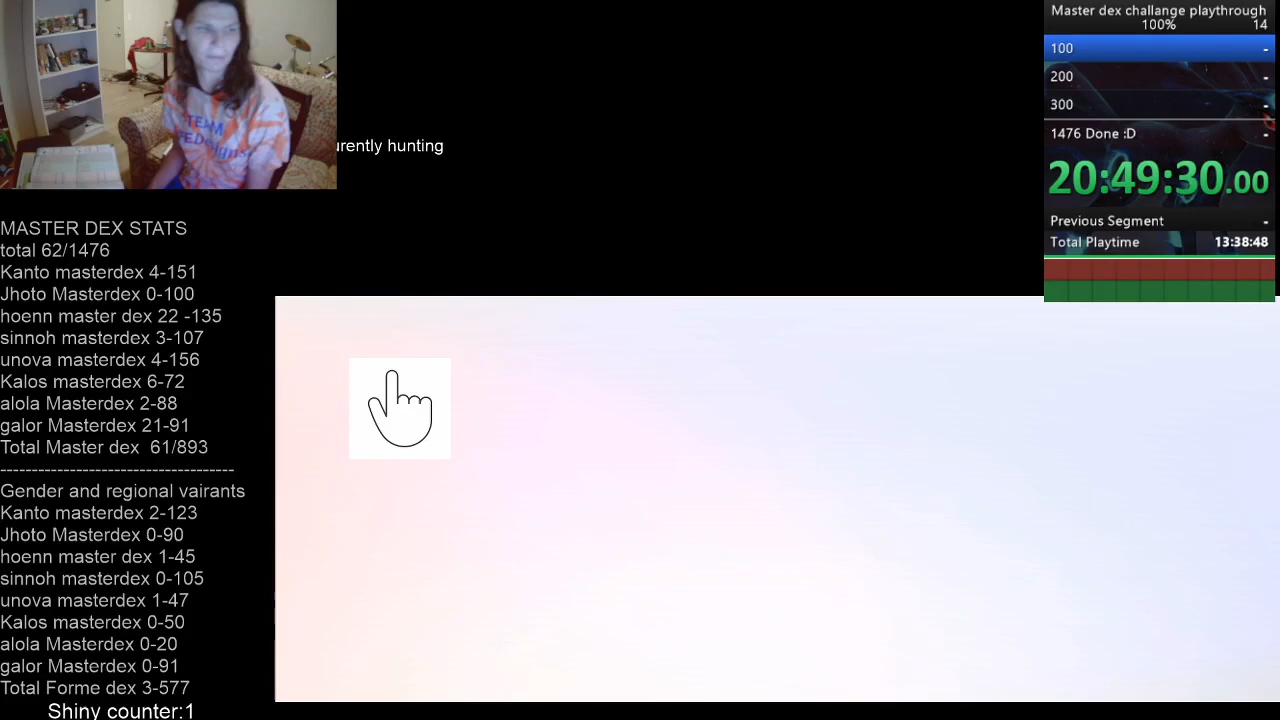 Master dex challange playthrough
100% 14
100 -
200 -
300 -
1476 Done :D -
20:49:30.00
Previous Segment -
Total Playtime 13:38:48
TEAM
urently hunting
MASTER DEX STATS
total 62/1476
Kanto masterdex 4-151
Jhoto Masterdex 0-100
hoenn master dex 22 -135
sinnoh masterdex 3-107
unova masterdex 4-156
Kalos masterdex 6-72
alola Masterdex 2-88
galor Masterdex 21-91
Total Master dex 61/893
-------------------------------------
Gender and regional vairants
Kanto masterdex 2-123
Jhoto Masterdex 0-90
hoenn master dex 1-45
sinnoh masterdex 0-105
unova masterdex 1-47
Kalos masterdex 0-50
alola Masterdex 0-20
galor Masterdex 0-91
Total Forme dex 3-577
Shiny counter:1